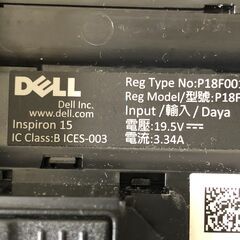 DELL
Dell Inc.
www.dell.com
Inspiron 15
IC Class:B ICES-003
Reg Type No:P18F001
Reg Model/型號:P18F
Input /輸入 / Daya
電壓:19.5V⎓
電流:3.34A